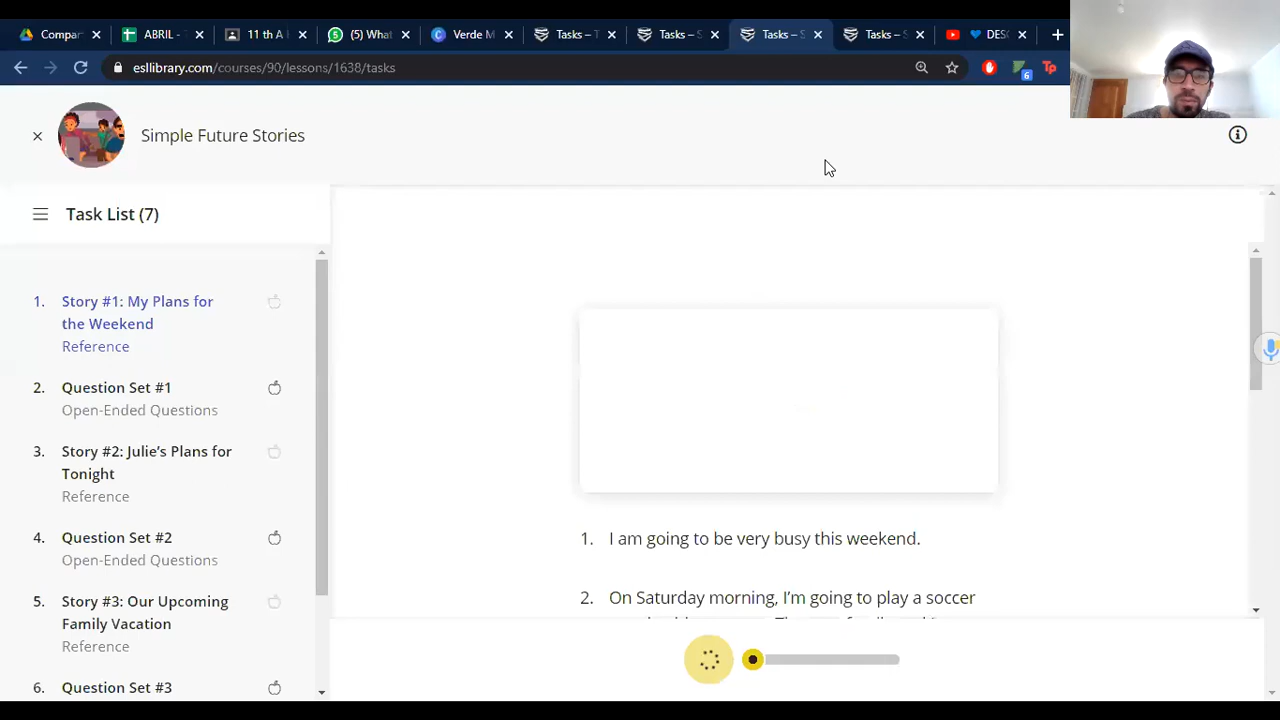 Compar
ABRIL -
11 th A
(5) What
Verde M
Tasks – T
Tasks – S
Tasks – S
Tasks – S
DESC
esllibrary.com/courses/90/lessons/1638/tasks
6
Simple Future Stories
Task List (7)
1. Story #1: My Plans for
the Weekend
Reference
2. Question Set #1
Open-Ended Questions
3. Story #2: Julie’s Plans for
Tonight
Reference
4. Question Set #2
Open-Ended Questions
5. Story #3: Our Upcoming
Family Vacation
Reference
6. Question Set #3
1. I am going to be very busy this weekend.
2. On Saturday morning, I’m going to play a soccer